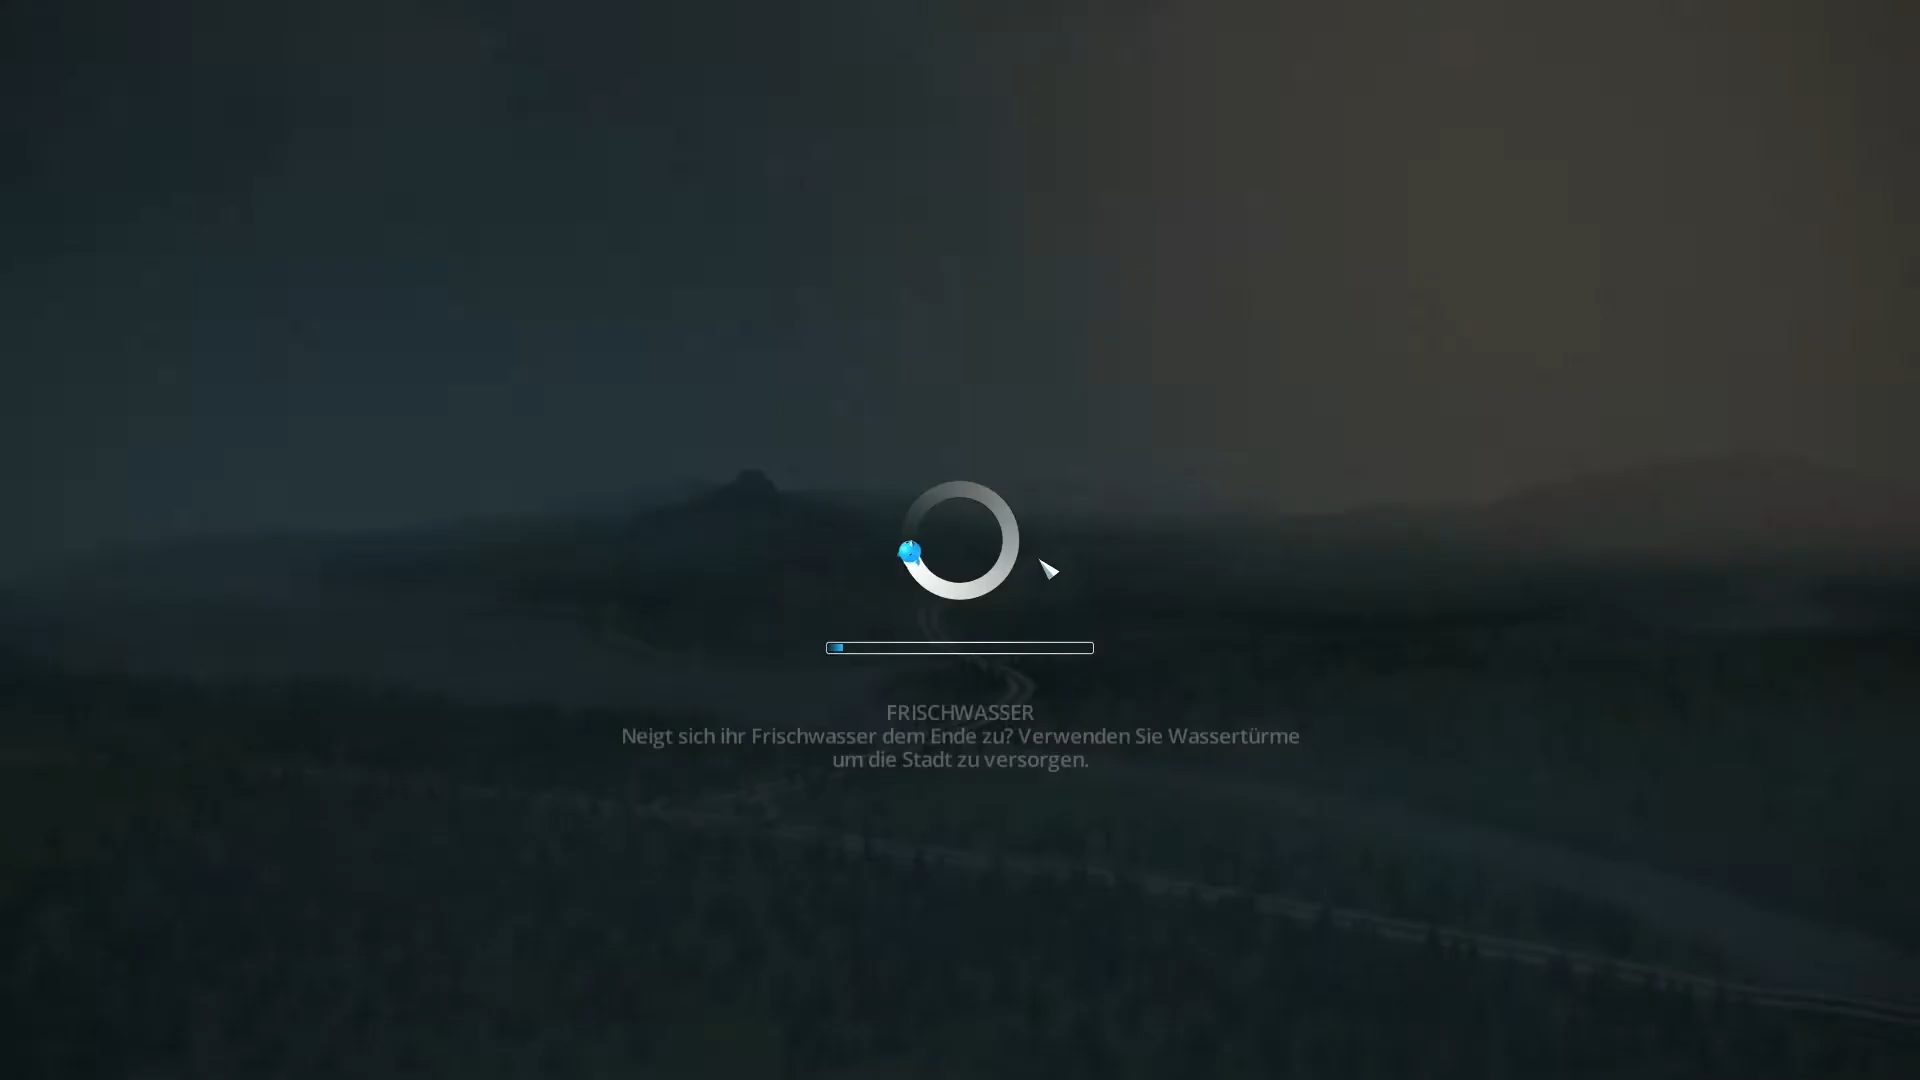 FRISCHWASSER
Neigt sich ihr Frischwasser dem Ende zu? Verwenden Sie Wassertürme
um die Stadt zu versorgen.